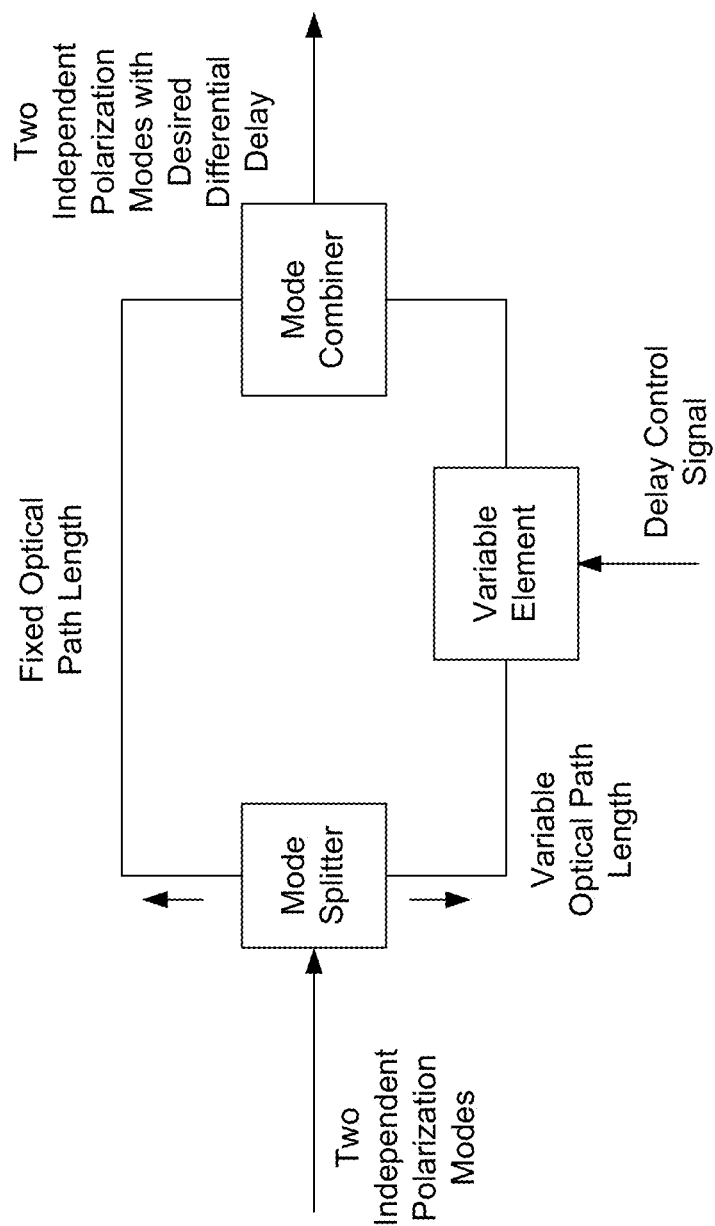 Two
Independent
Polarization
Modes
Mode
Splitter
Fixed Optical
Path Length
Variable
Optical Path
Length
Variable
Element
Delay Control
Signal
Mode
Combiner
Two
Independent
Polarization
Modes with
Desired
Differential
Delay